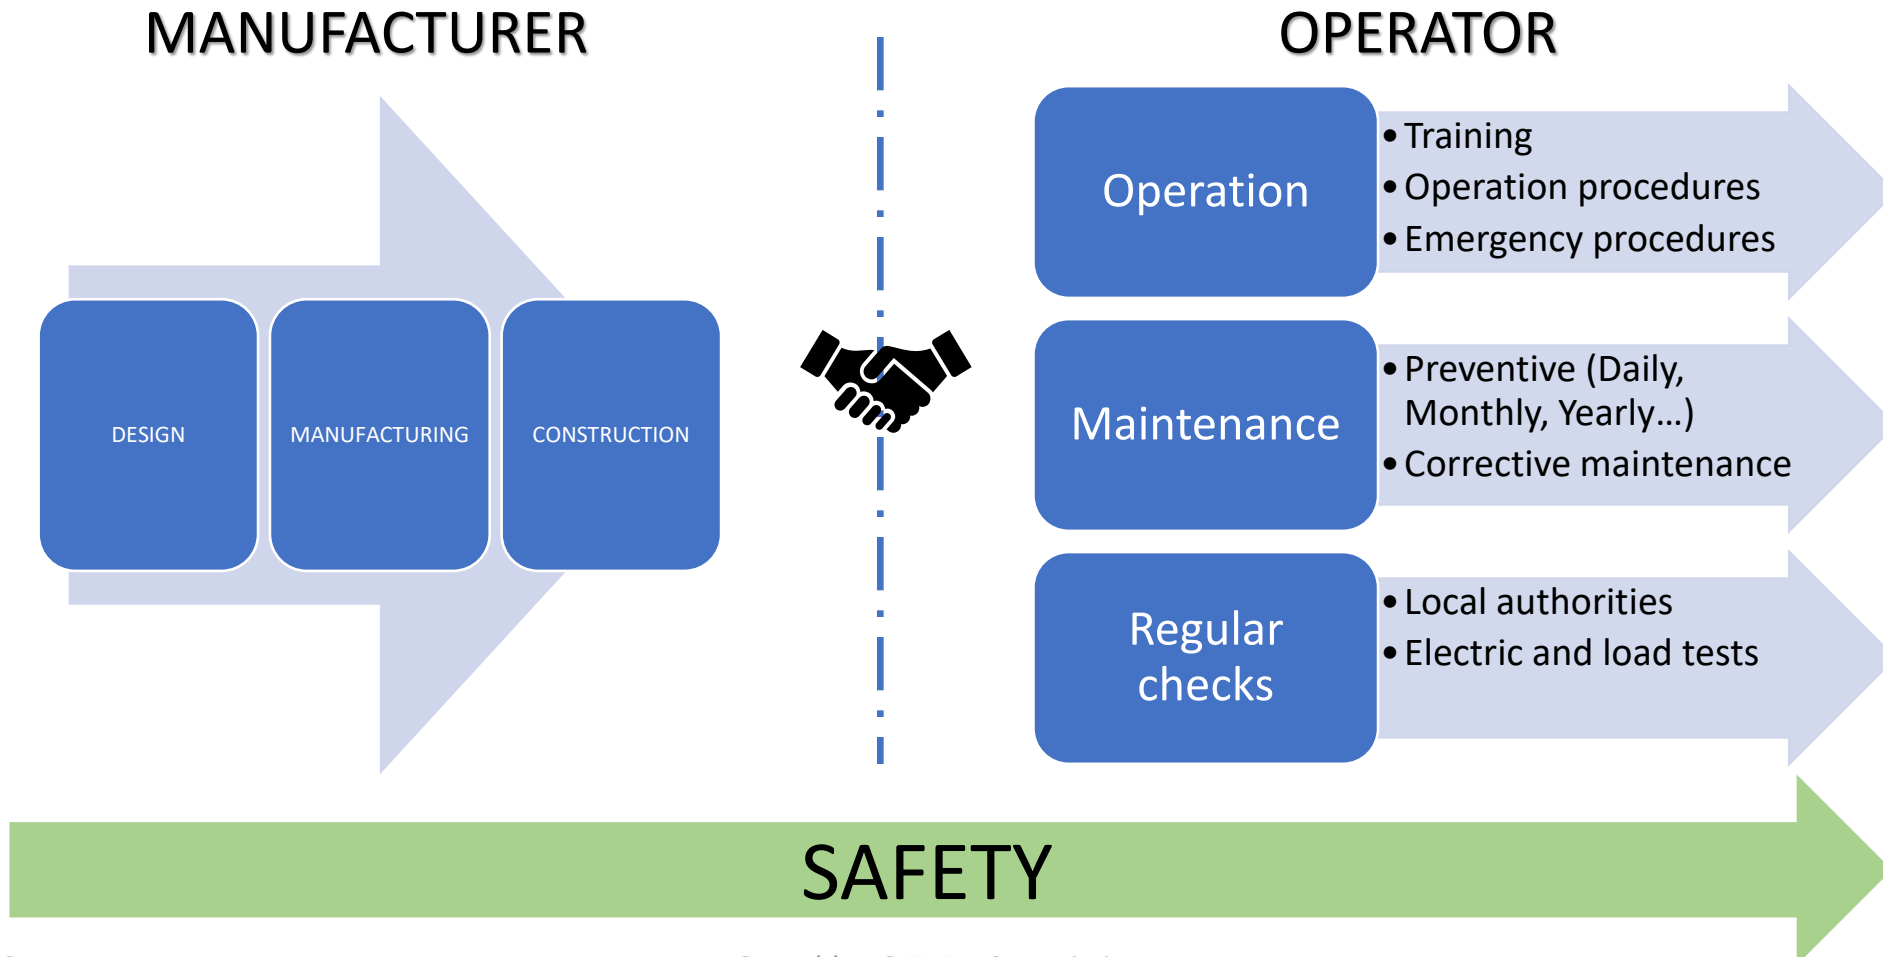 MANUFACTURER
OPERATOR
DESIGN
MANUFACTURING
CONSTRUCTION
Operation
• Training
• Operation procedures
• Emergency procedures
Maintenance
• Preventive (Daily,
Monthly, Yearly...)
• Corrective maintenance
Regular
checks
• Local authorities
• Electric and load tests
SAFETY